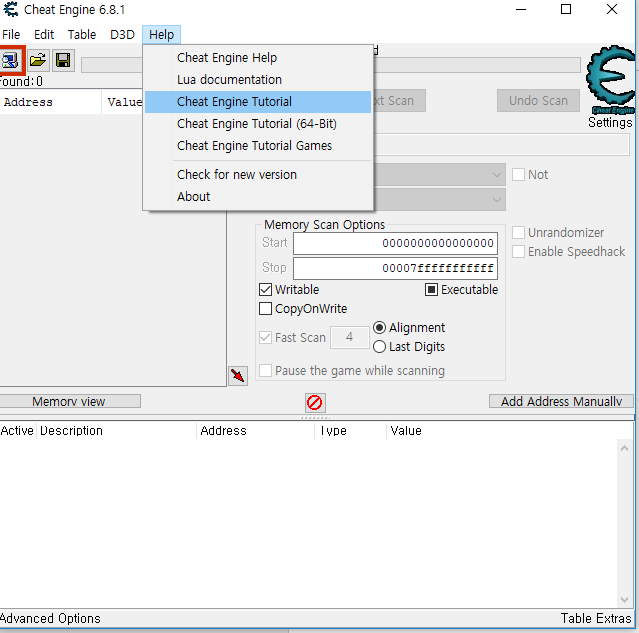 Cheat Engine 6.8.1
File Edit Table D3D Help
Found:0
Address Value
Cheat Engine Help
Lua documentation
Cheat Engine Tutorial
Cheat Engine Tutorial (64-Bit)
Cheat Engine Tutorial Games
Check for new version
About
Scan
Undo Scan
Cheat Engine
Settings
Not
Memory Scan Options
Start 0000000000000000
Stop 00007fffffffffff
Writable
Executable
CopyOnWrite
Fast Scan 4
Alignment
Last Digits
Pause the game while scanning
Unrandomizer
Enable Speedhack
Memory view
Add Address Manually
Active Description Address Type Value
Advanced Options
Table Extras